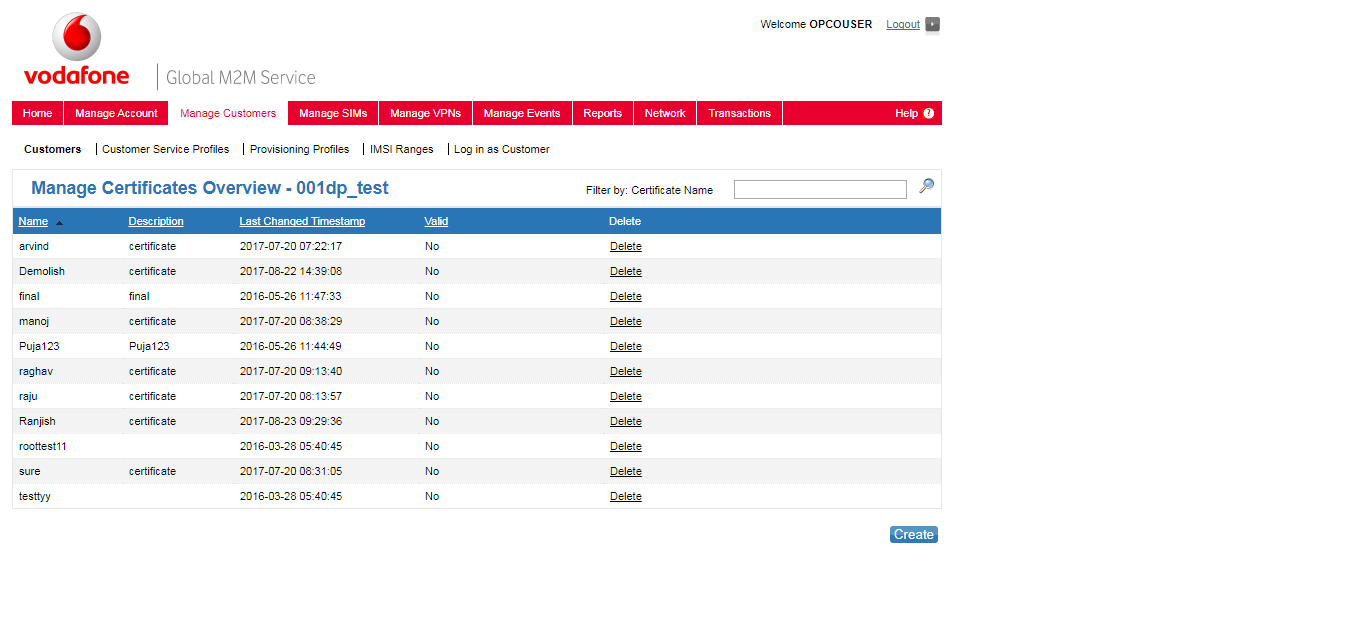 Welcome OPCOUSER Logout
vodafone Global M2M Service
Home Manage Account Manage Customers Manage SIMs Manage VPNs Manage Events Reports Network Transactions Help ?
Customers Customer Service Profiles Provisioning Profiles IMSI Ranges Log in as Customer
Manage Certificates Overview - 001dp_test Filter by: Certificate Name
Name Description Last Changed Timestamp Valid Delete
arvind certificate 2017-07-20 07:22:17 No Delete
Demolish certificate 2017-08-22 14:39:08 No Delete
final final 2016-05-26 11:47:33 No Delete
manoj certificate 2017-07-20 08:38:29 No Delete
Puja123 Puja123 2016-05-26 11:44:49 No Delete
raghav certificate 2017-07-20 09:13:40 No Delete
raju certificate 2017-07-20 08:13:57 No Delete
Ranjish certificate 2017-08-23 09:29:36 No Delete
roottest11 2016-03-28 05:40:45 No Delete
sure certificate 2017-07-20 08:31:05 No Delete
testtyy 2016-03-28 05:40:45 No Delete
Create